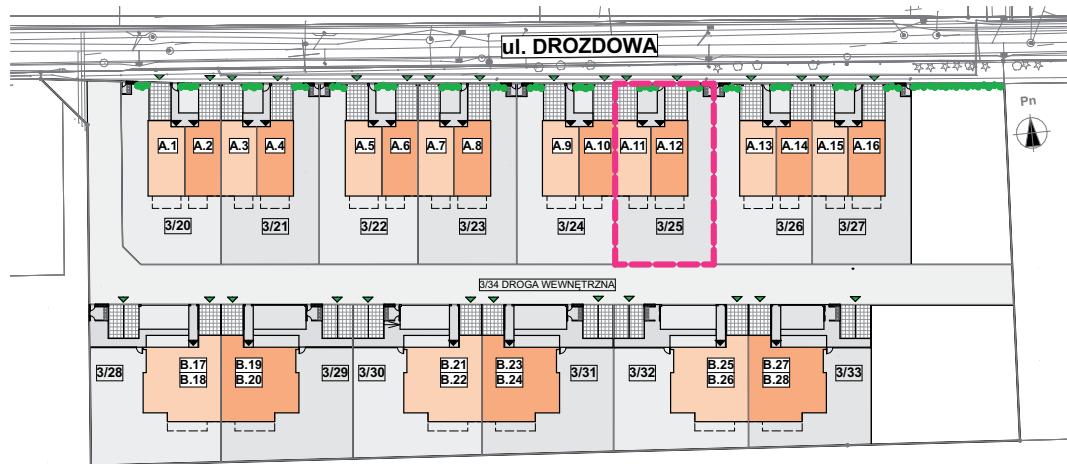 ul. DROZDOWA
Pn
A.1 A.2 A.3 A.4 A.5 A.6 A.7 A.8 A.9 A.10 A.11 A.12 A.13 A.14 A.15 A.16
3/20 3/21 3/22 3/23 3/24 3/25 3/26 3/27
3/34 DROGA WEWNĘTRZNA
B.17 B.19 B.21 B.23 B.25 B.27
3/28 B.18 B.20 3/29 3/30 B.22 B.24 3/31 3/32 B.26 B.28 3/33